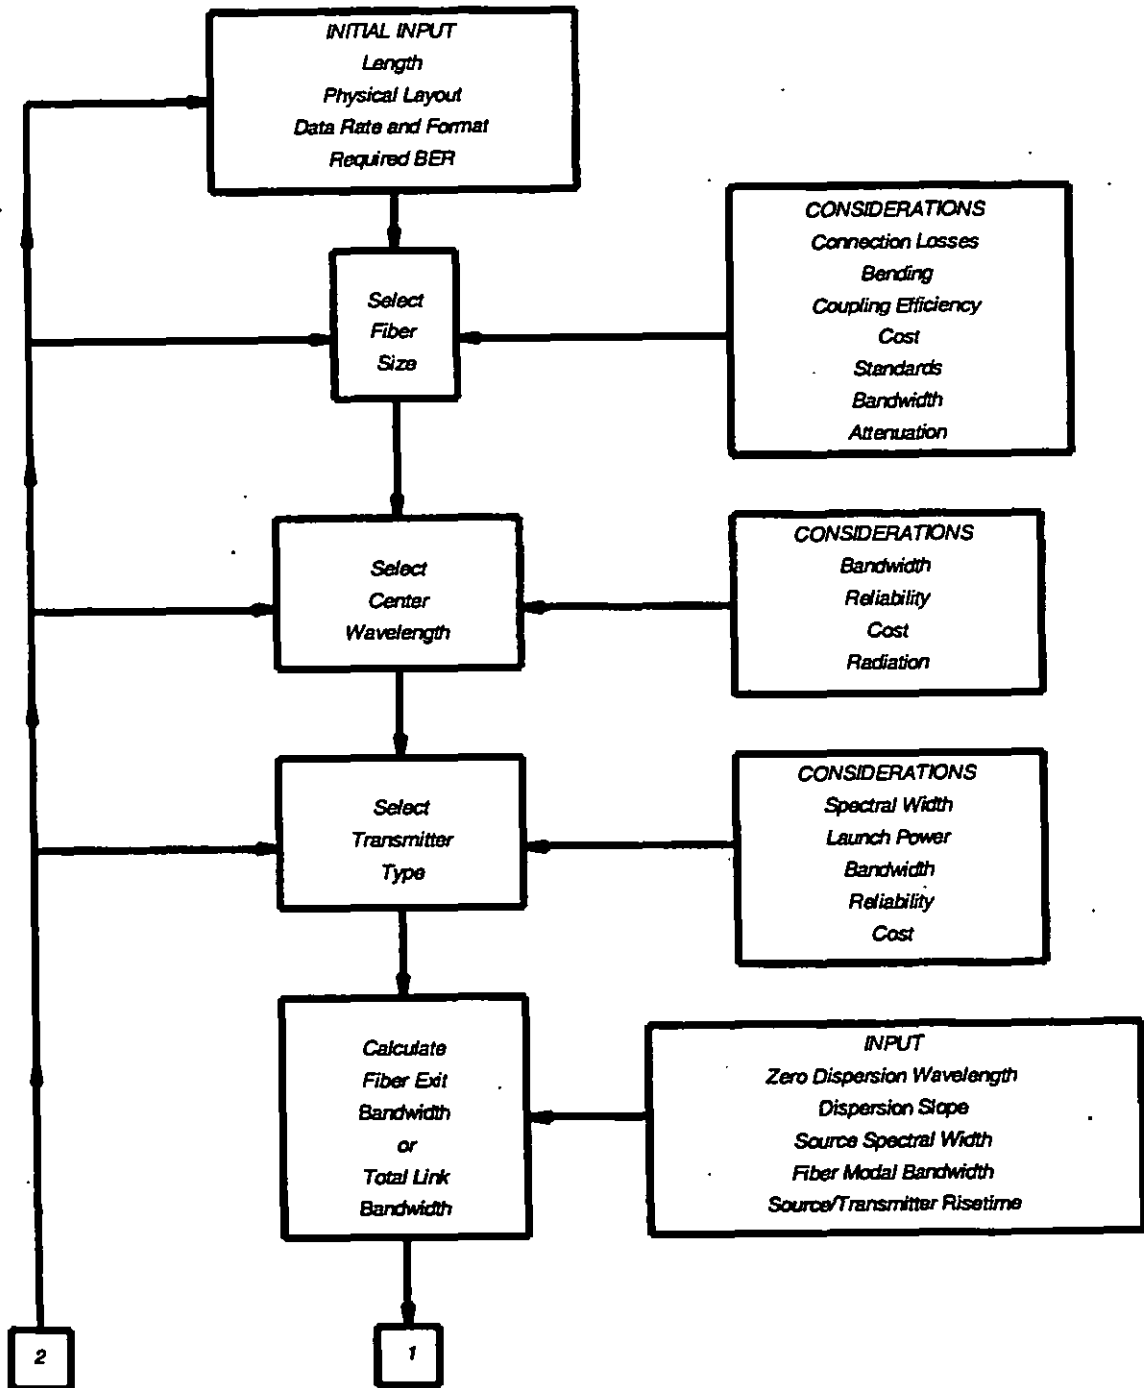 INITIAL INPUT
Length
Physical Layout
Data Rate and Format
Required BER
CONSIDERATIONS
Connection Losses
Bending
Coupling Efficiency
Cost
Standards
Bandwidth
Attenuation
Select
Fiber
Size
CONSIDERATIONS
Bandwidth
Reliability
Cost
Radiation
Select
Center
Wavelength
CONSIDERATIONS
Spectral Width
Launch Power
Bandwidth
Reliability
Cost
Select
Transmitter
Type
INPUT
Zero Dispersion Wavelength
Dispersion Slope
Source Spectral Width
Fiber Modal Bandwidth
Source/Transmitter Risetime
Calculate
Fiber Exit
Bandwidth
or
Total Link
Bandwidth
2
1